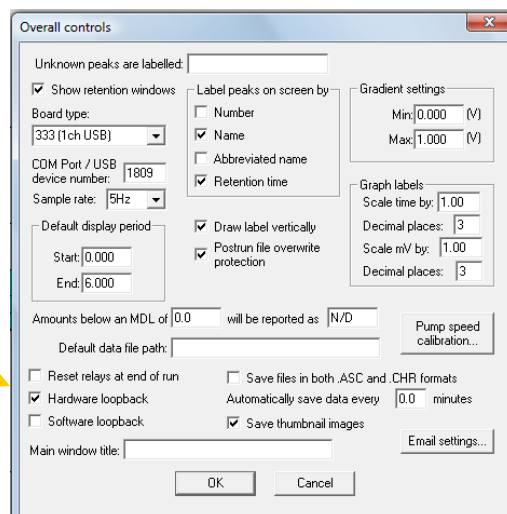 Overall controls
Unknown peaks are labelled:
Show retention windows
Board type:
333 (1ch USB)
COM Port / USB
device number: 1809
Sample rate: 5Hz
Default display period
Start: 0.000
End: 6.000
Label peaks on screen by
Number
Name
Abbreviated name
Retention time
Draw label vertically
Postrun file overwrite
protection
Gradient settings
Min: 0.000 (V)
Max: 1.000 (V)
Graph labels
Scale time by: 1.00
Decimal places: 3
Scale mV by: 1.00
Decimal places: 3
Amounts below an MDL of 0.0 will be reported as N/D
Pump speed
calibration...
Default data file path:
Reset relays at end of run
Save files in both .ASC and .CHR formats
Hardware loopback
Automatically save data every 0.0 minutes
Software loopback
Save thumbnail images
Email settings...
Main window title:
OK Cancel